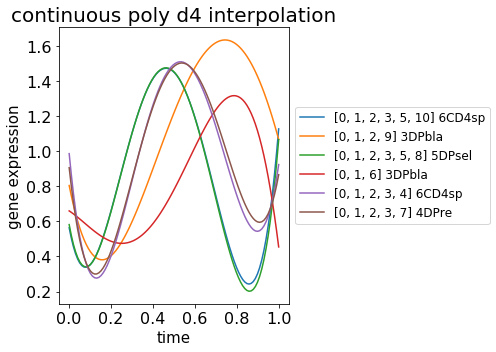 continuous poly d4 interpolation
gene expression
1.6
1.4
1.2
1.0
0.8
0.6
0.4
0.2
0.0 0.2 0.4 0.6 0.8 1.0
time
[0, 1, 2, 3, 5, 10] 6CD4sp
[0, 1, 2, 9] 3DPbla
[0, 1, 2, 3, 5, 8] 5DPsel
[0, 1, 6] 3DPbla
[0, 1, 2, 3, 4] 6CD4sp
[0, 1, 2, 3, 7] 4DPre